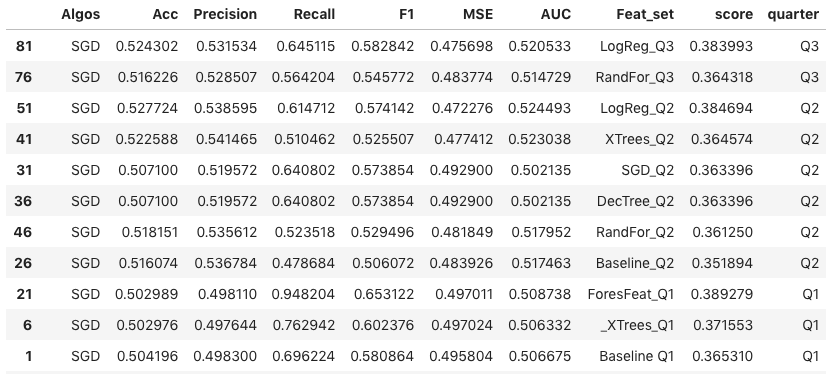 Algos Acc Precision Recall F1 MSE AUC Feat_set score quarter
81 SGD 0.524302 0.531534 0.645115 0.582842 0.475698 0.520533 LogReg_Q3 0.383993 Q3
76 SGD 0.516226 0.528507 0.564204 0.545772 0.483774 0.514729 RandFor_Q3 0.364318 Q3
51 SGD 0.527724 0.538595 0.614712 0.574142 0.472276 0.524493 LogReg_Q2 0.384694 Q2
41 SGD 0.522588 0.541465 0.510462 0.525507 0.477412 0.523038 XTrees_Q2 0.364574 Q2
31 SGD 0.507100 0.519572 0.640802 0.573854 0.492900 0.502135 SGD_Q2 0.363396 Q2
36 SGD 0.507100 0.519572 0.640802 0.573854 0.492900 0.502135 DecTree_Q2 0.363396 Q2
46 SGD 0.518151 0.535612 0.523518 0.529496 0.481849 0.517952 RandFor_Q2 0.361250 Q2
26 SGD 0.516074 0.536784 0.478684 0.506072 0.483926 0.517463 Baseline_Q2 0.351894 Q2
21 SGD 0.502989 0.498110 0.948204 0.653122 0.497011 0.508738 ForesFeat_Q1 0.389279 Q1
6 SGD 0.502976 0.497644 0.762942 0.602376 0.497024 0.506332 _XTrees_Q1 0.371553 Q1
1 SGD 0.504196 0.498300 0.696224 0.580864 0.495804 0.506675 Baseline Q1 0.365310 Q1